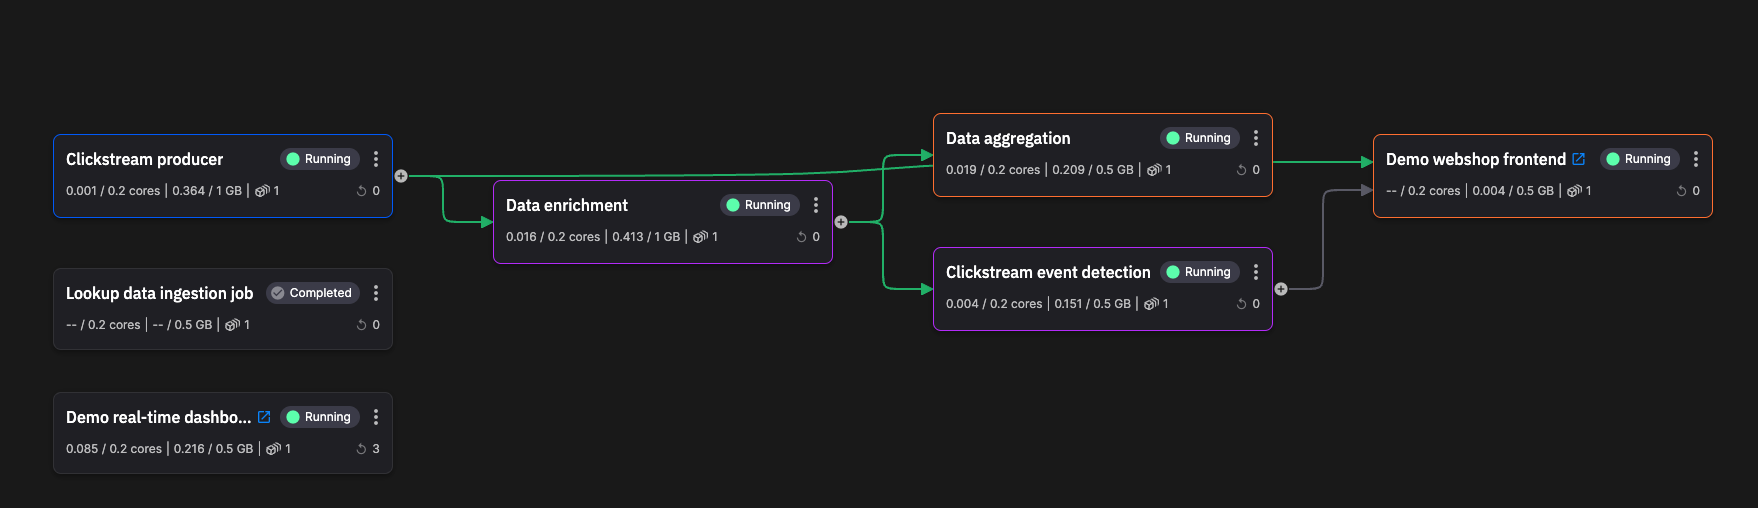 Clickstream producer Running
0.001 / 0.2 cores | 0.364 / 1 GB | 1 0
Data enrichment Running
0.016 / 0.2 cores | 0.413 / 1 GB | 1 0
Data aggregation Running
0.019 / 0.2 cores | 0.209 / 0.5 GB | 1 0
Clickstream event detection Running
0.004 / 0.2 cores | 0.151 / 0.5 GB | 1 0
Demo webshop frontend Running
-- / 0.2 cores | 0.004 / 0.5 GB | 1 0
Lookup data ingestion job Completed
-- / 0.2 cores | -- / 0.5 GB | 1 0
Demo real-time dashbo... Running
0.085 / 0.2 cores | 0.216 / 0.5 GB | 1 3